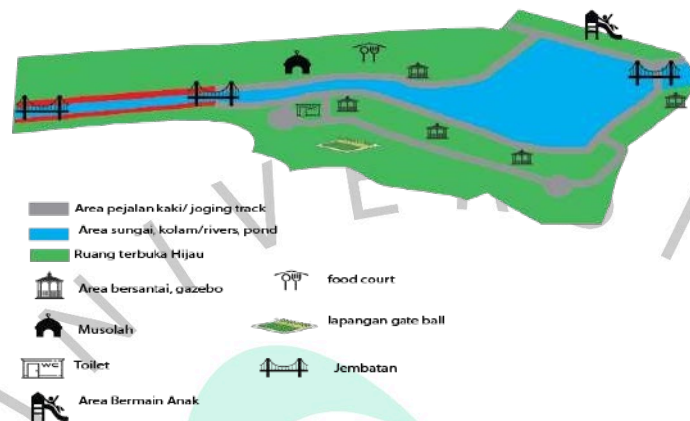 Area pejalan kaki/ joging track
Area sungai, kolam/rivers, pond
Ruang terbuka Hijau
Area bersantai, gazebo
food court
Musolah
lapangan gate ball
WC
Toilet
Jembatan
Area Bermain Anak
U N I V E R S I